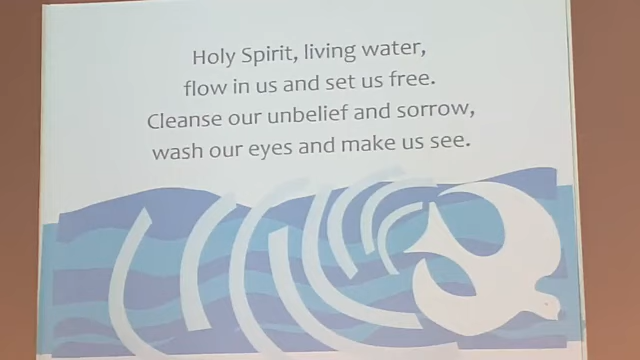 Holy Spirit, living water,
flow in us and set us free.
Cleanse our unbelief and sorrow,
wash our eyes and make us see.